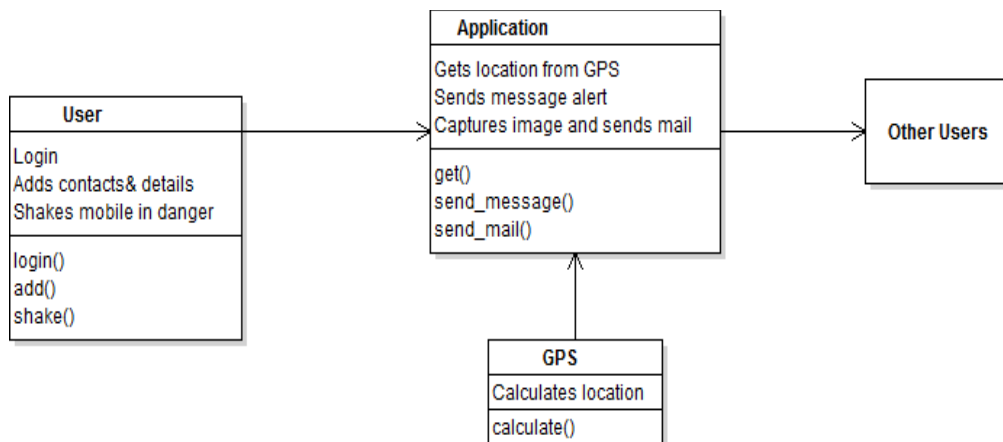 User
Login
Adds contacts& details
Shakes mobile in danger
login()
add()
shake()
Application
Gets location from GPS
Sends message alert
Captures image and sends mail
get()
send_message()
send_mail()
Other Users
GPS
Calculates location
calculate()